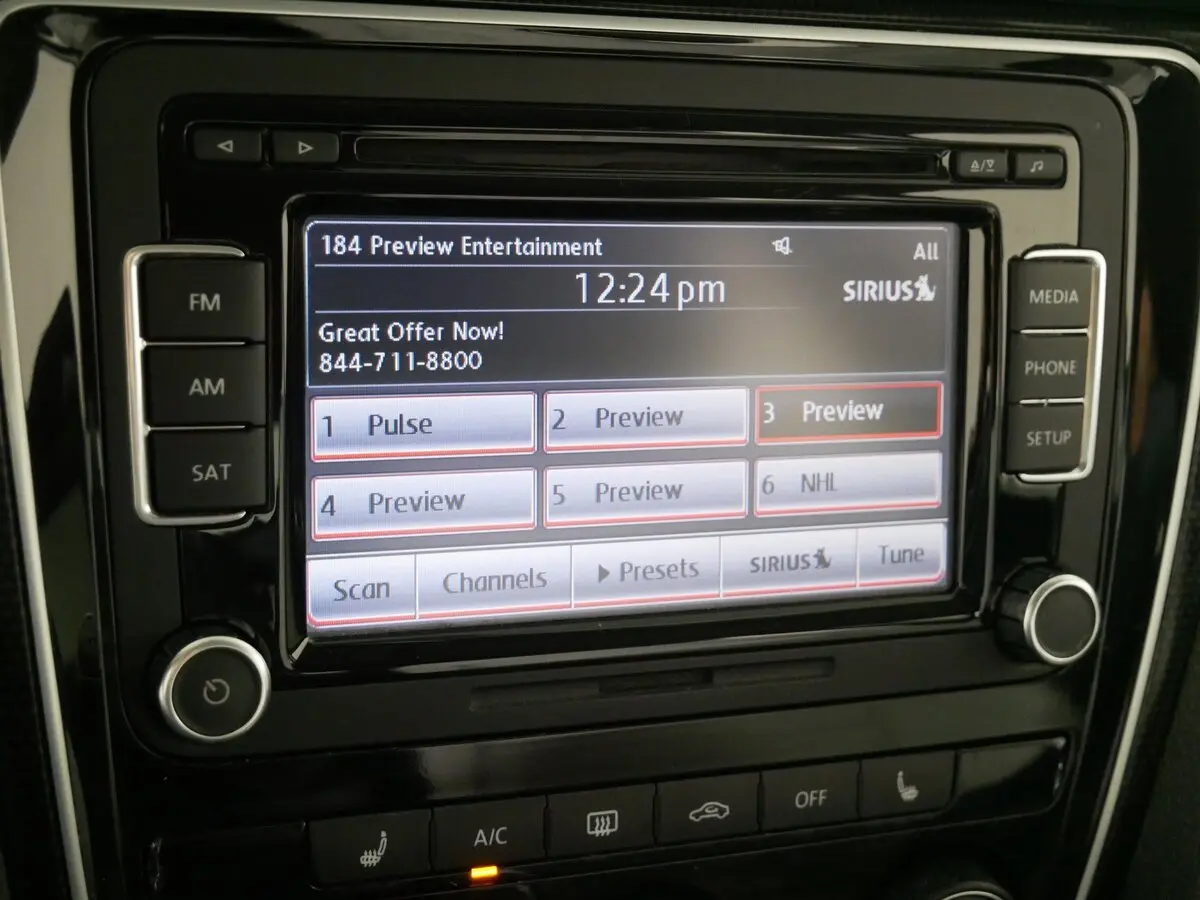 184 Preview Entertainment
All
12:24pm
SIRIUS
Great Offer Now!
844-711-8800
1 Pulse
2 Preview
3 Preview
4 Preview
5 Preview
6 NHL
Scan
Channels
Presets
SIRIUS
Tune
FM
AM
SAT
MEDIA
PHONE
SETUP
A/C
OFF